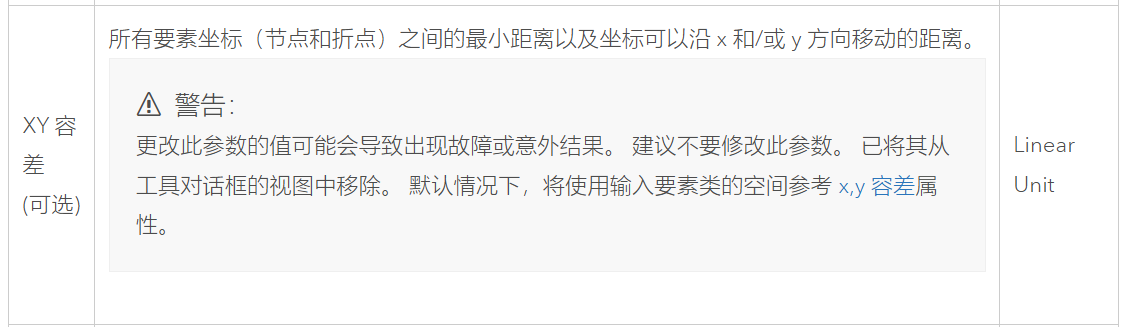 所有要素坐标（节点和折点）之间的最小距离以及坐标可以沿 x 和/或 y 方向移动的距离。
警告：
更改此参数的值可能会导致出现故障或意外结果。 建议不要修改此参数。 已将其从
工具对话框的视图中移除。 默认情况下，将使用输入要素类的空间参考 x,y 容差属
性。
XY 容
差
(可选)
Linear
Unit